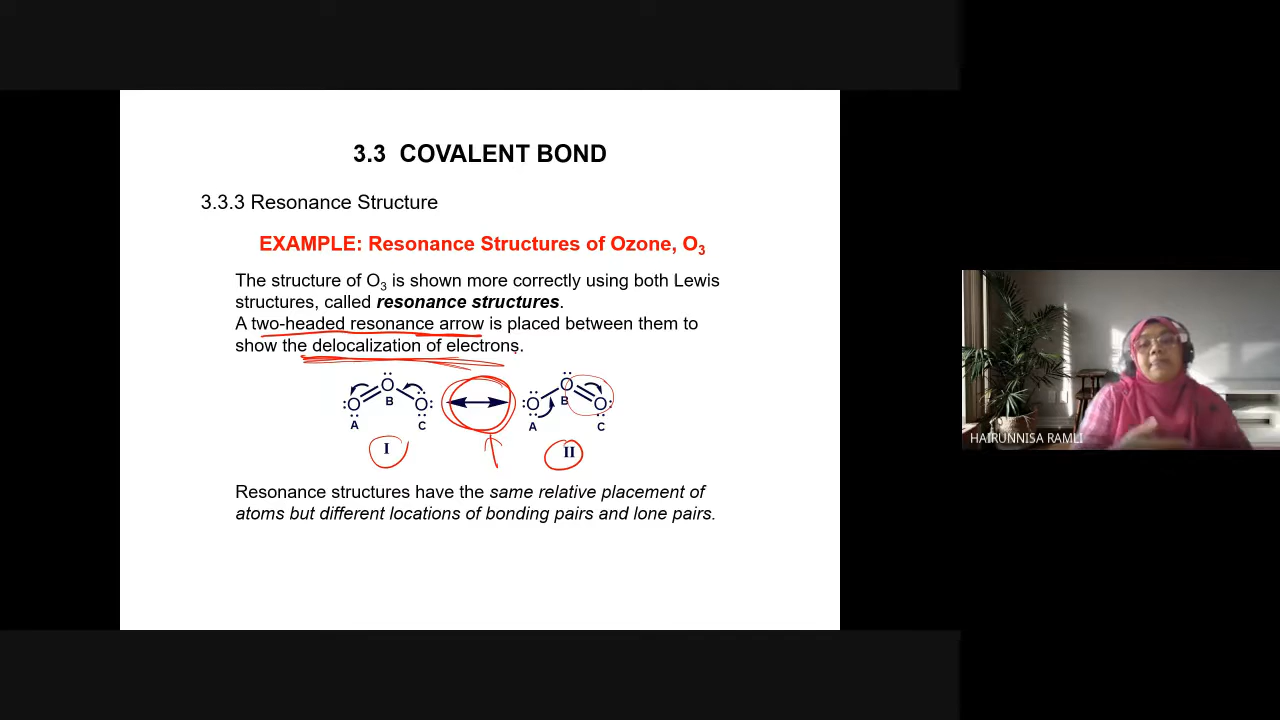 3.3 COVALENT BOND
3.3.3 Resonance Structure
EXAMPLE: Resonance Structures of Ozone, O₃
The structure of O₃ is shown more correctly using both Lewis
structures, called resonance structures.
A two-headed resonance arrow is placed between them to
show the delocalization of electrons.
O O O O O O
A B C A B C
I II
Resonance structures have the same relative placement of
atoms but different locations of bonding pairs and lone pairs.
HAIRUNNISA RAMLI